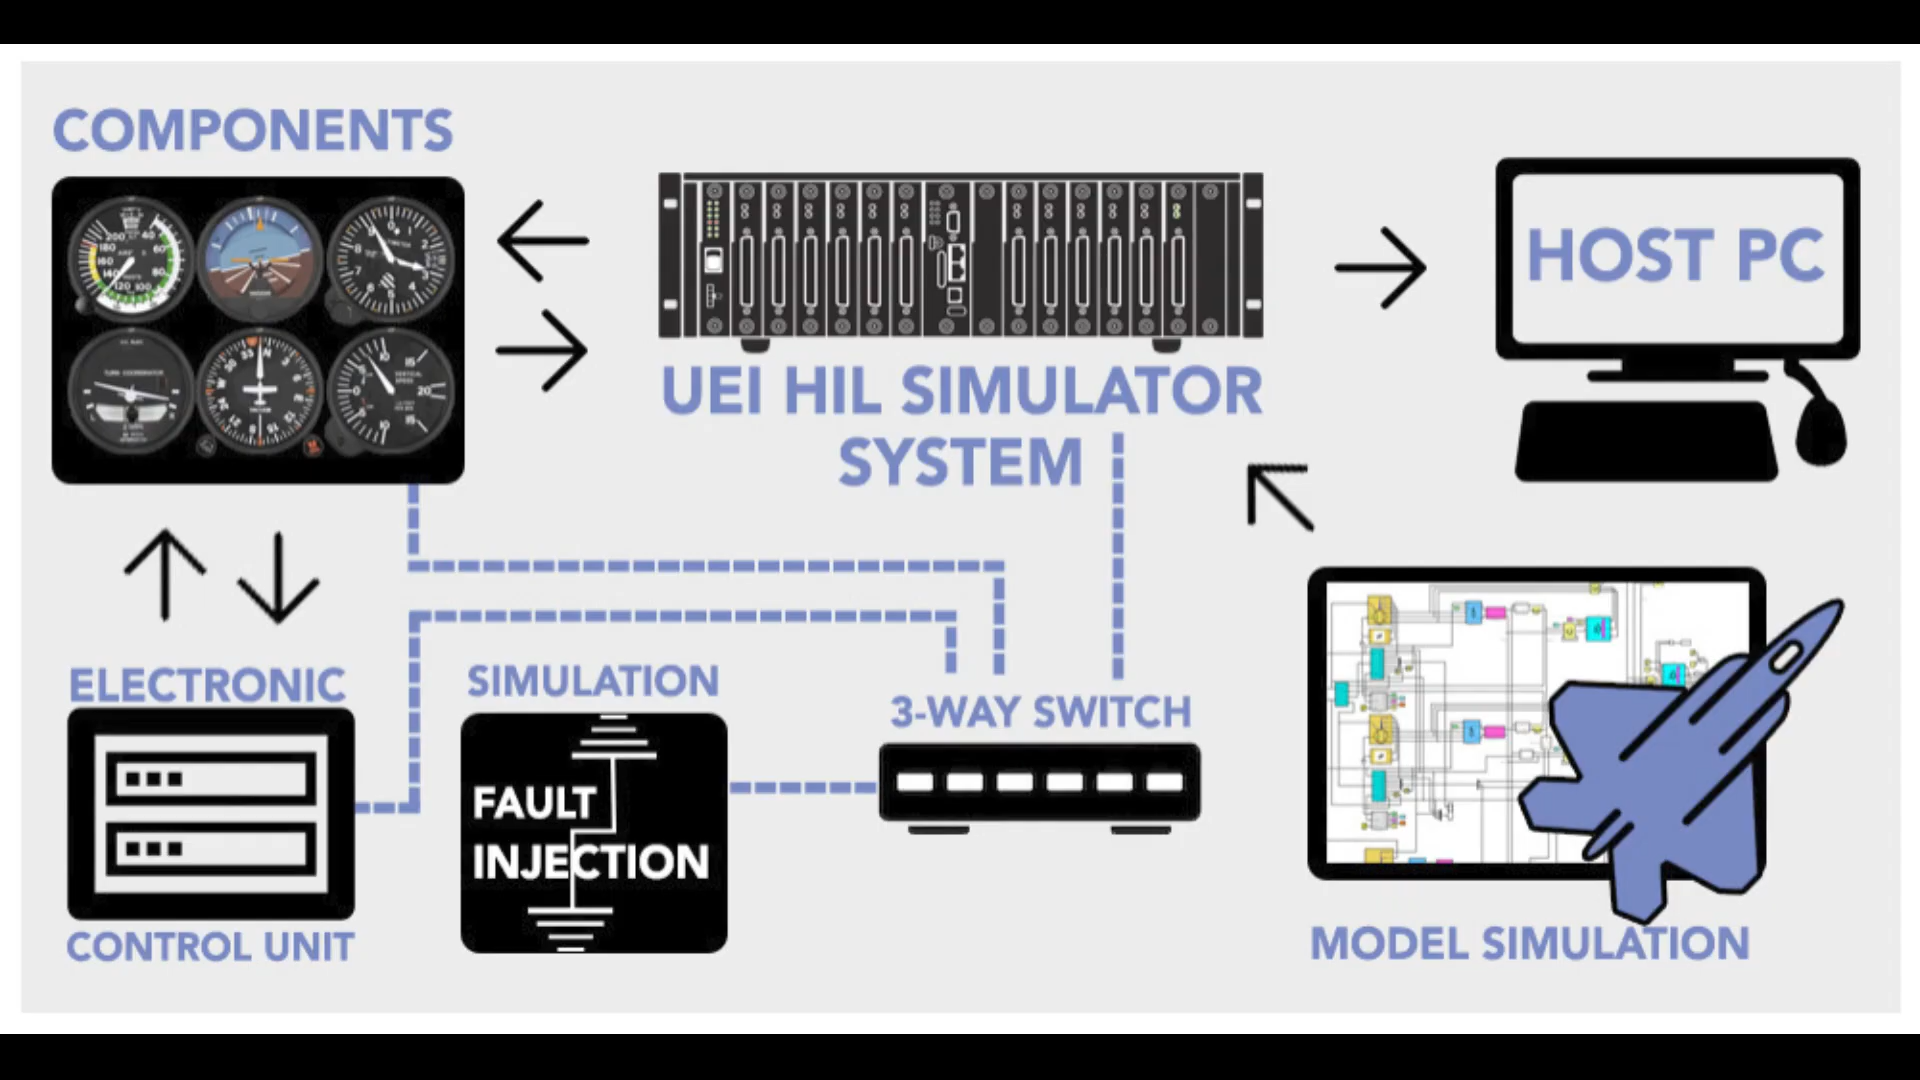 COMPONENTS
HOST PC
UEI HIL SIMULATOR
SYSTEM
ELECTRONIC
CONTROL UNIT
SIMULATION
FAULT
INJECTION
3-WAY SWITCH
MODEL SIMULATION